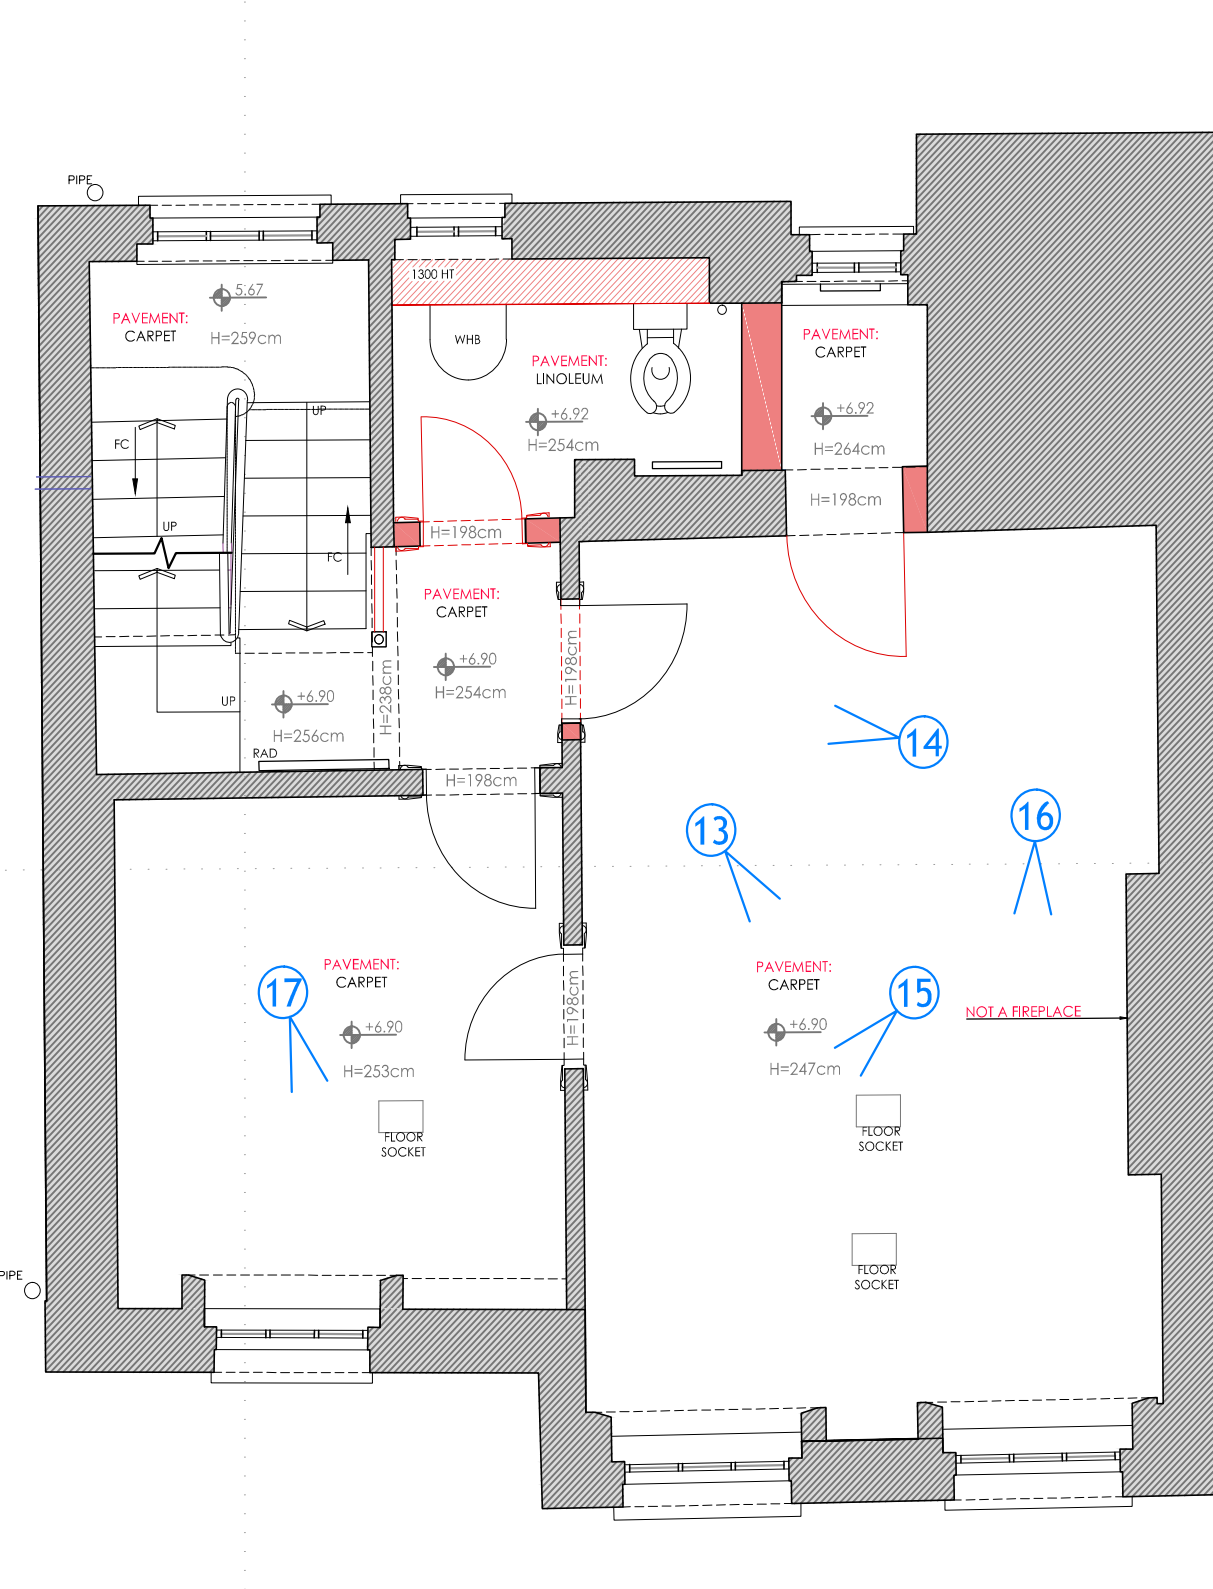 PIPE
5.67
PAVEMENT:
CARPET
H=259cm
1300 HT
WHB
PAVEMENT:
LINOLEUM
+6.92
H=254cm
PAVEMENT:
CARPET
+6.92
H=264cm
H=198cm
UP
FC
UP
FC
H=198cm
PAVEMENT:
CARPET
+6.90
H=254cm
H=198cm
H=238cm
UP
+6.90
H=256cm
RAD
H=198cm
14
13
16
PAVEMENT:
CARPET
17
+6.90
H=253cm
H=198cm
PAVEMENT:
CARPET
15
+6.90
H=247cm
NOT A FIREPLACE
FLOOR
SOCKET
FLOOR
SOCKET
FLOOR
SOCKET
PIPE